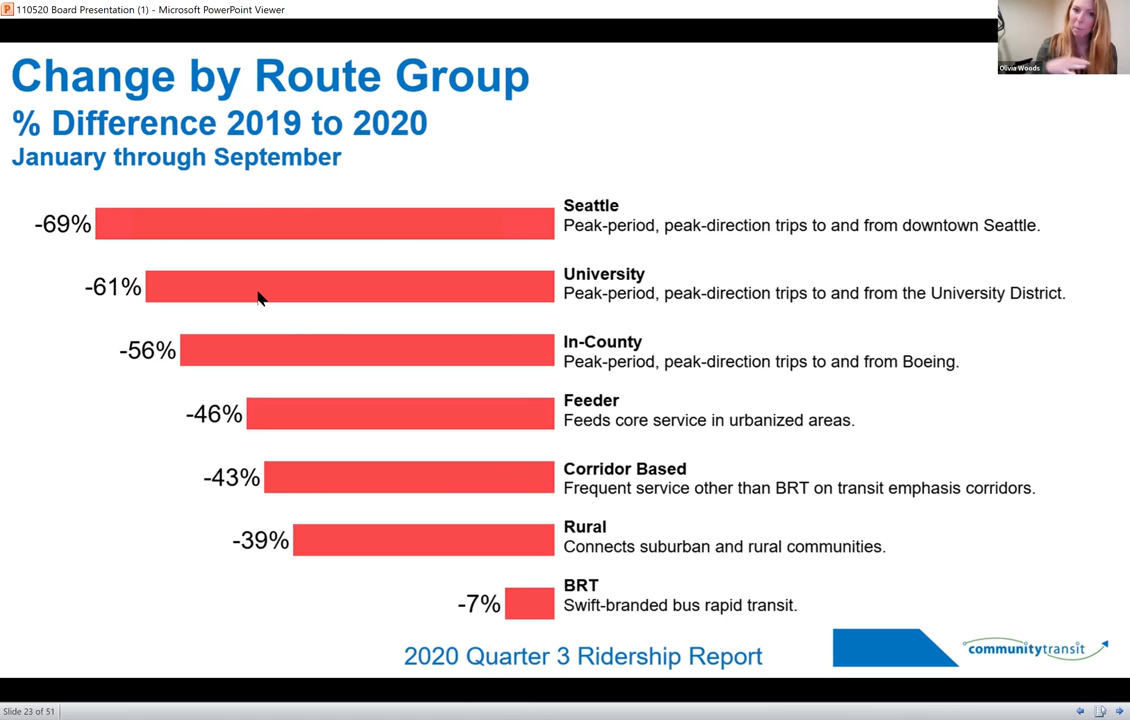 110520 Board Presentation (1) - Microsoft PowerPoint Viewer
Olivia Woods
Change by Route Group
% Difference 2019 to 2020
January through September
-69%
Seattle
Peak-period, peak-direction trips to and from downtown Seattle.
-61%
University
Peak-period, peak-direction trips to and from the University District.
-56%
In-County
Peak-period, peak-direction trips to and from Boeing.
-46%
Feeder
Feeds core service in urbanized areas.
-43%
Corridor Based
Frequent service other than BRT on transit emphasis corridors.
-39%
Rural
Connects suburban and rural communities.
-7%
BRT
Swift-branded bus rapid transit.
2020 Quarter 3 Ridership Report
communitytransit
Slide 23 of 51